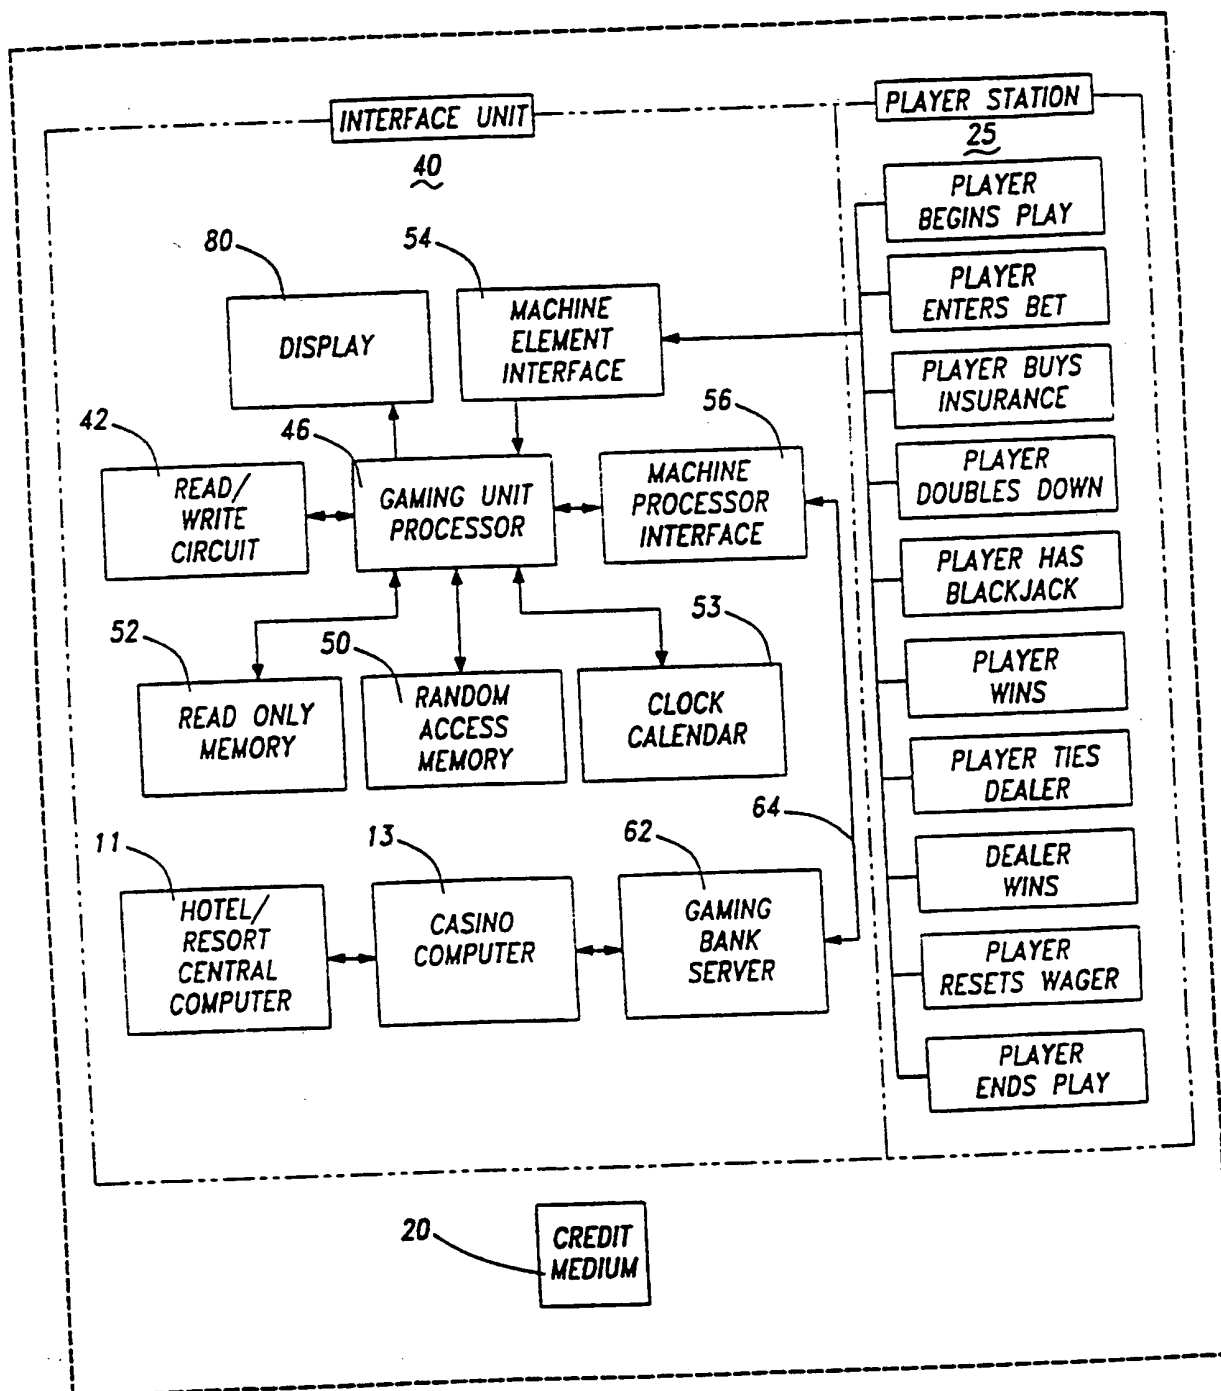 INTERFACE UNIT
40
PLAYER STATION
25
80
DISPLAY
54
MACHINE
ELEMENT
INTERFACE
42
READ/
WRITE
CIRCUIT
46
GAMING UNIT
PROCESSOR
56
MACHINE
PROCESSOR
INTERFACE
52
READ ONLY
MEMORY
50
RANDOM
ACCESS
MEMORY
53
CLOCK
CALENDAR
11
HOTEL/
RESORT
CENTRAL
COMPUTER
13
CASINO
COMPUTER
62
GAMING
BANK
SERVER
64
PLAYER
BEGINS PLAY
PLAYER
ENTERS BET
PLAYER BUYS
INSURANCE
PLAYER
DOUBLES DOWN
PLAYER HAS
BLACKJACK
PLAYER
WINS
PLAYER TIES
DEALER
DEALER
WINS
PLAYER
RESETS WAGER
PLAYER
ENDS PLAY
20
CREDIT
MEDIUM